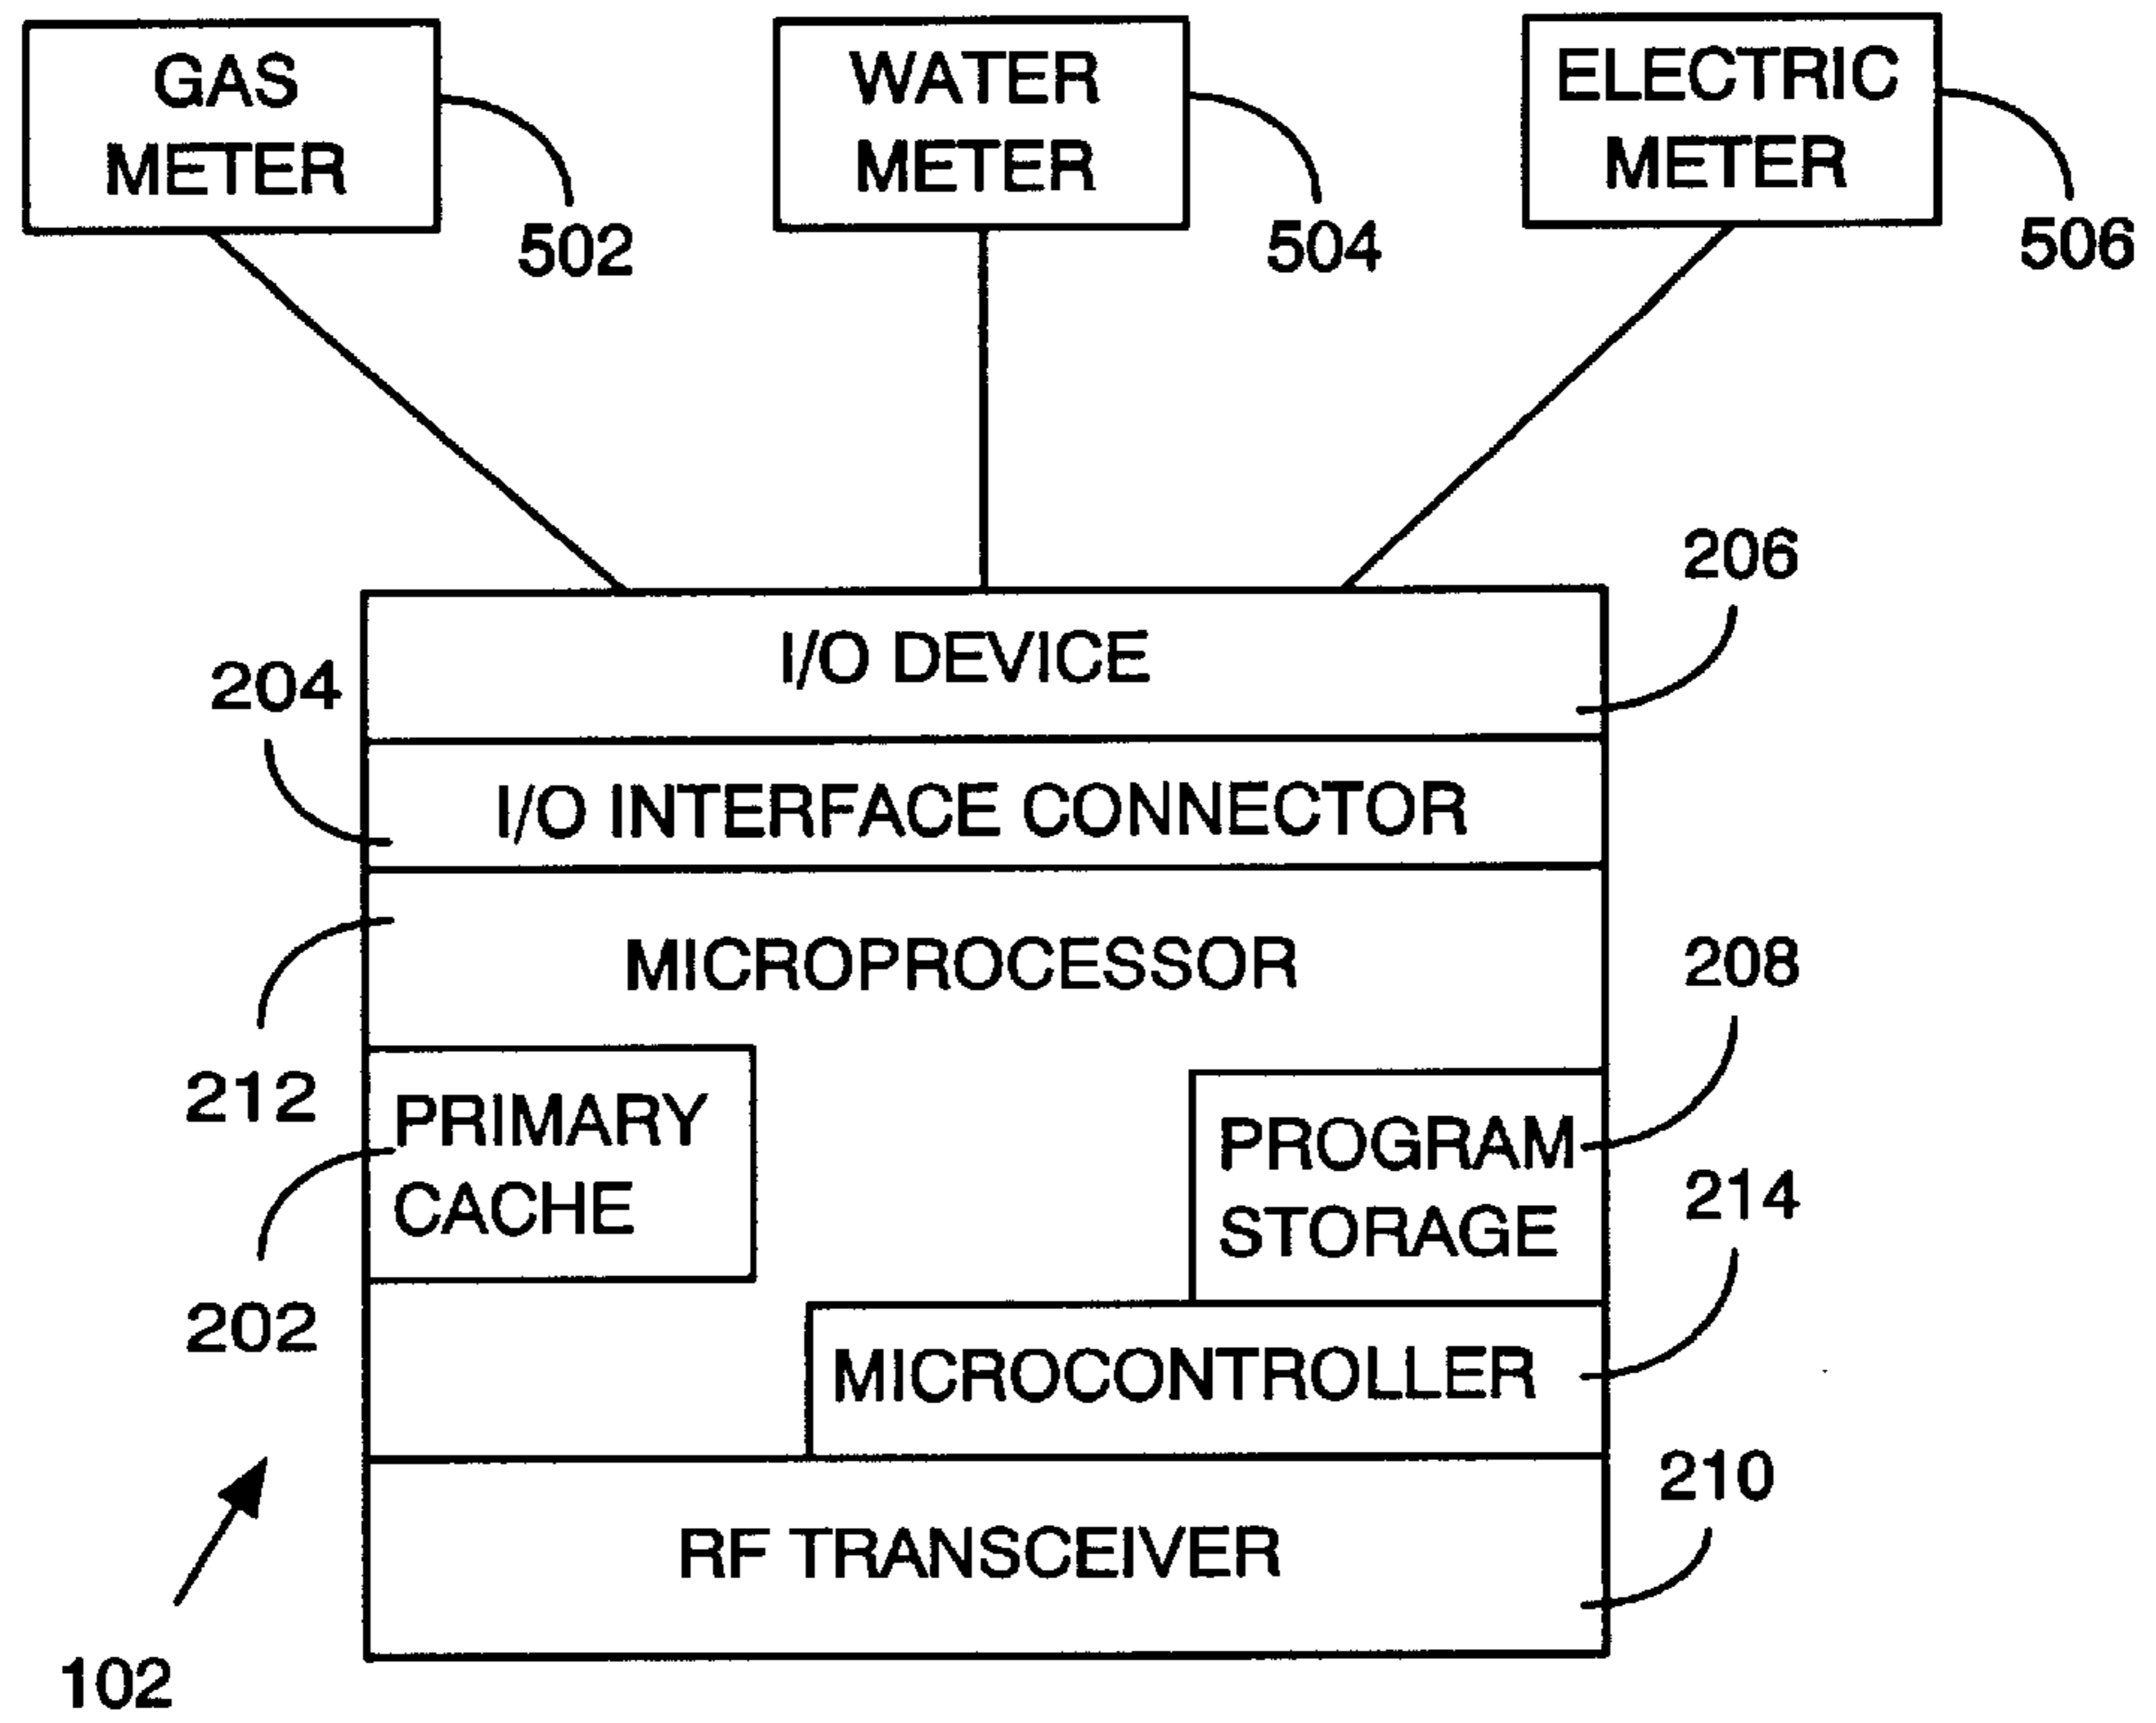 GAS
METER
502
WATER
METER
504
ELECTRIC
METER
506
206
I/O DEVICE
204
I/O INTERFACE CONNECTOR
212
MICROPROCESSOR
208
PRIMARY
CACHE
202
PROGRAM
STORAGE
214
MICROCONTROLLER
210
RF TRANSCEIVER
102